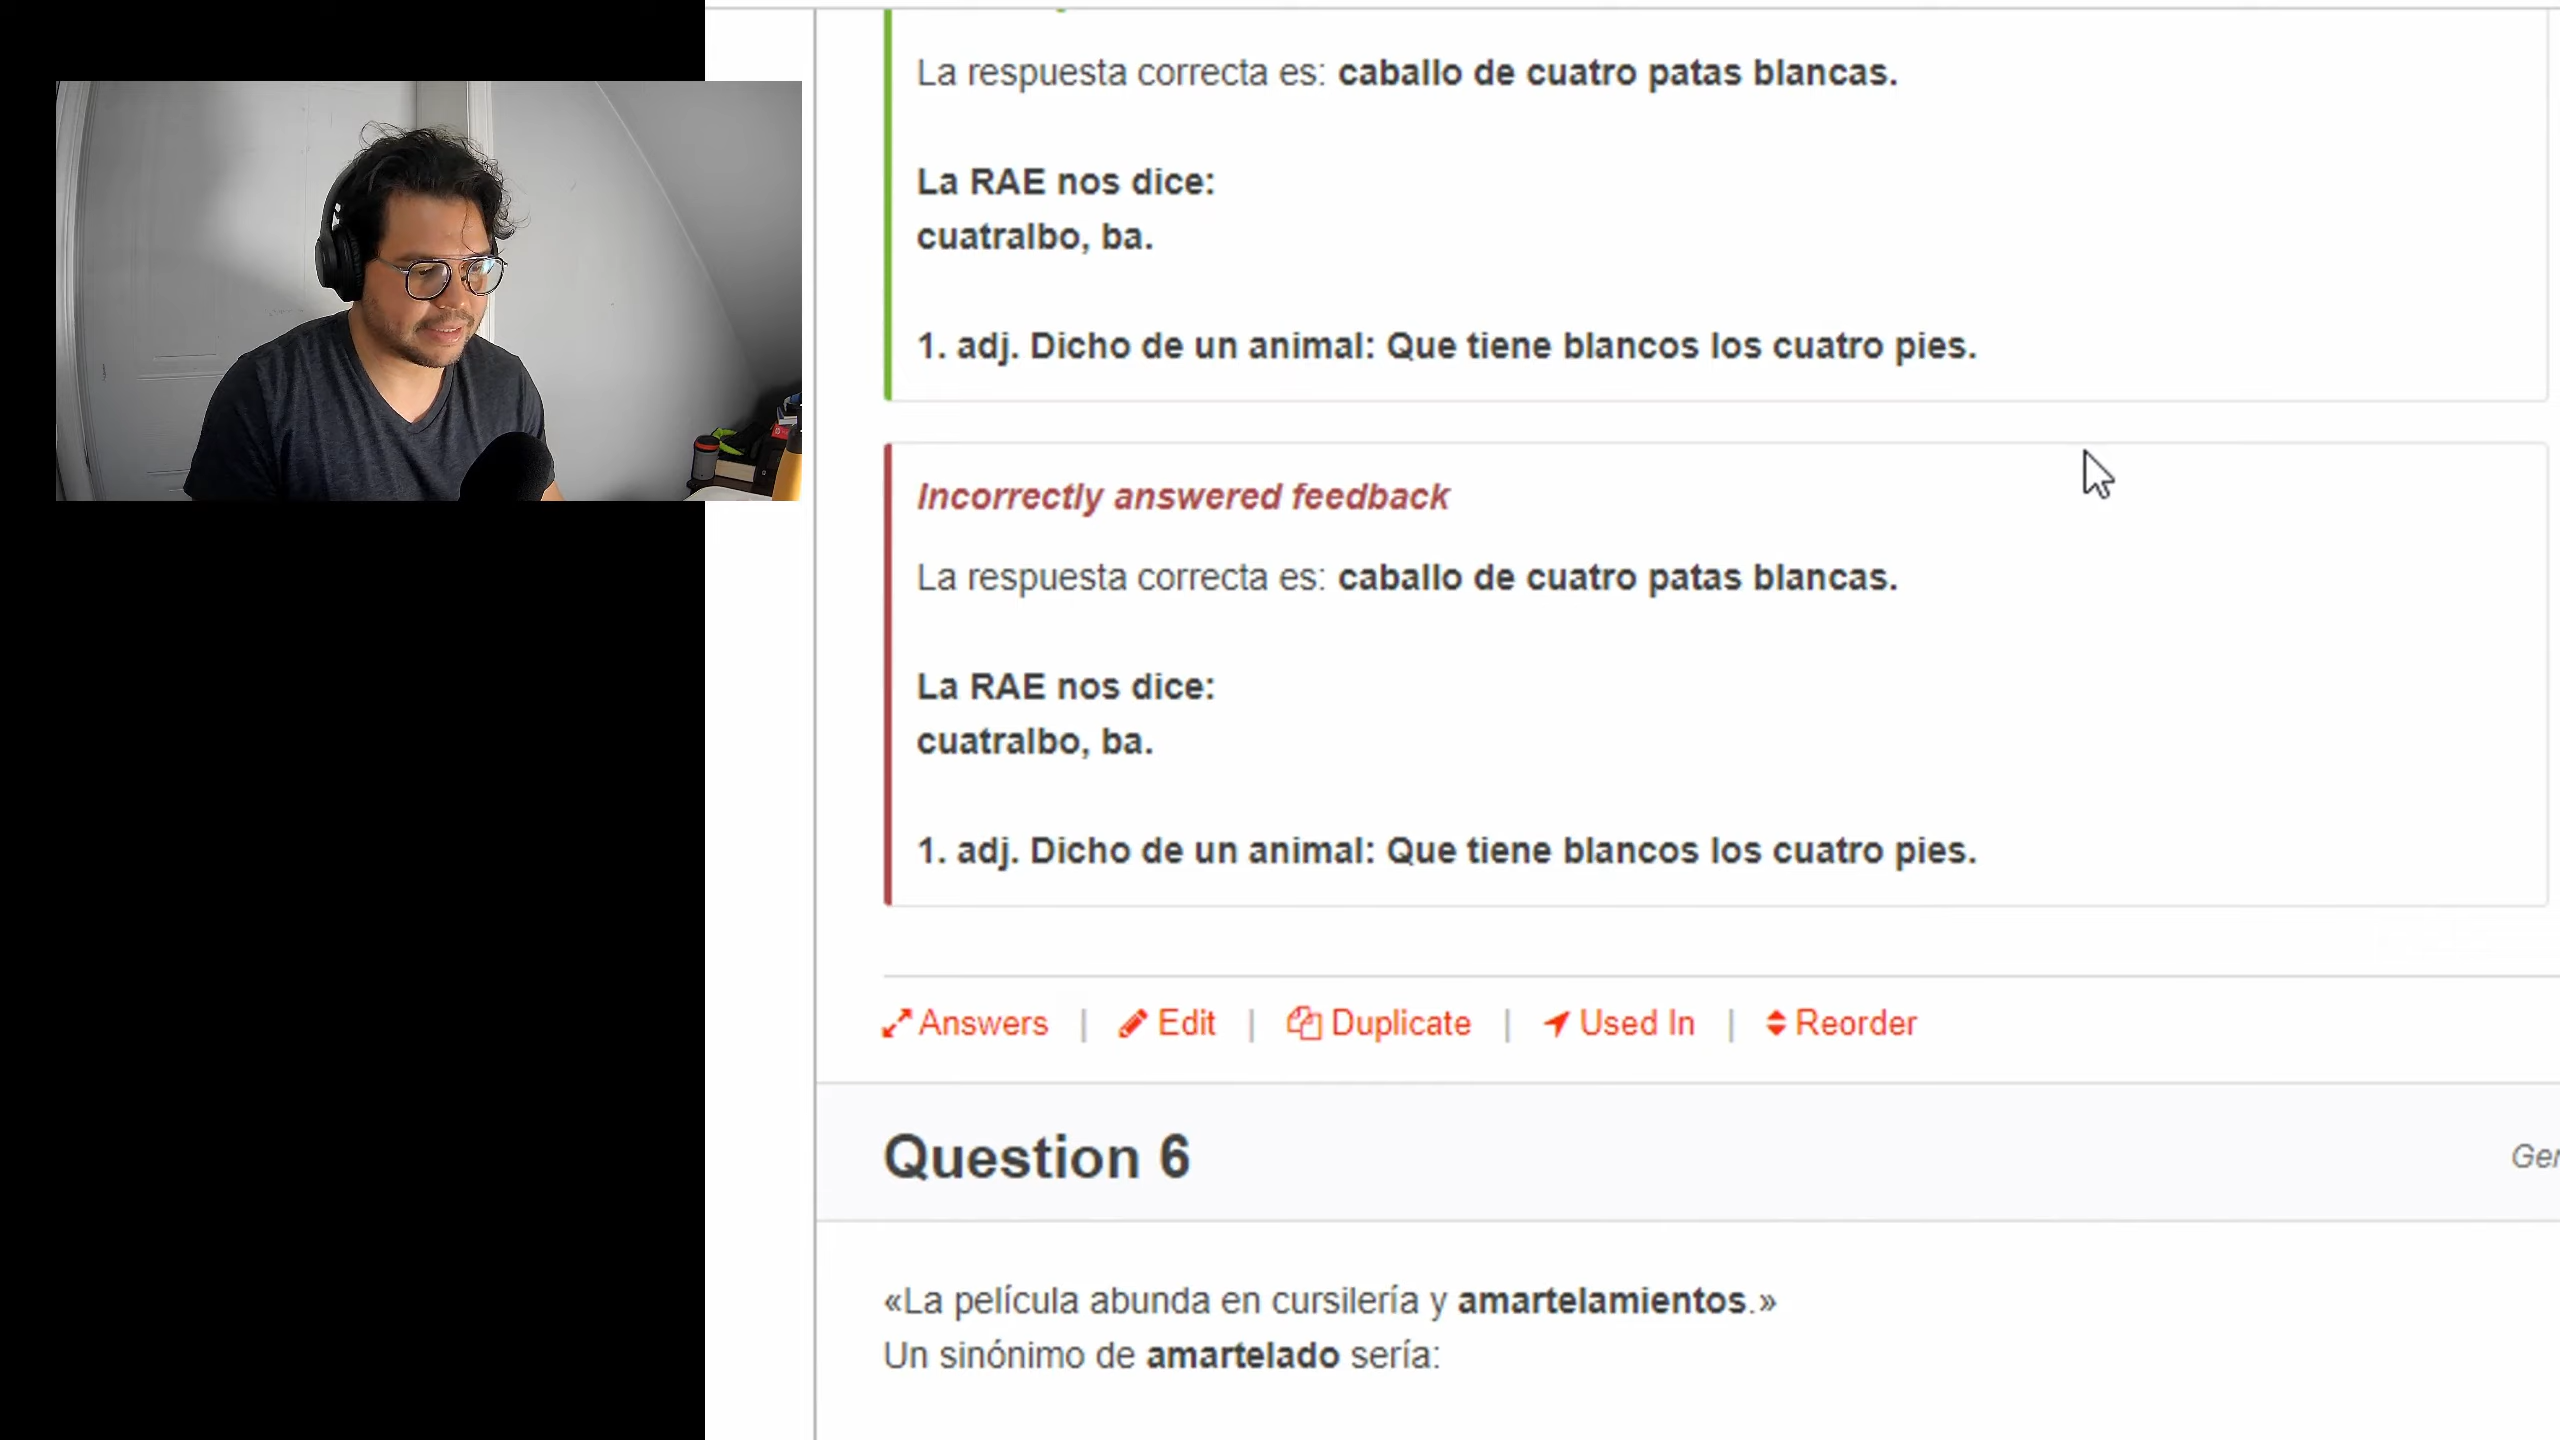 La respuesta correcta es: caballo de cuatro patas blancas.
La RAE nos dice:
cuatralbo, ba.
1. adj. Dicho de un animal: Que tiene blancos los cuatro pies.
Incorrectly answered feedback
La respuesta correcta es: caballo de cuatro patas blancas.
La RAE nos dice:
cuatralbo, ba.
1. adj. Dicho de un animal: Que tiene blancos los cuatro pies.
Answers | Edit | Duplicate | Used In | Reorder
Question 6
«La película abunda en cursilería y amartelamientos.»
Un sinónimo de amartelado sería: